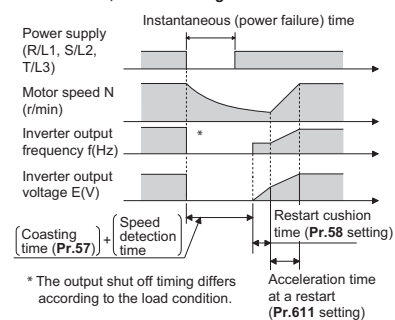 Instantaneous (power failure) time
Power supply
(R/L1, S/L2,
T/L3)
Motor speed N
(r/min)
Inverter output
frequency f(Hz)
*
Inverter output
voltage E(V)
Coasting
time (Pr.57)
+
Speed
detection
time
Restart cushion
time (Pr.58 setting)
* The output shut off timing differs
according to the load condition.
Acceleration time
at a restart
(Pr.611 setting)